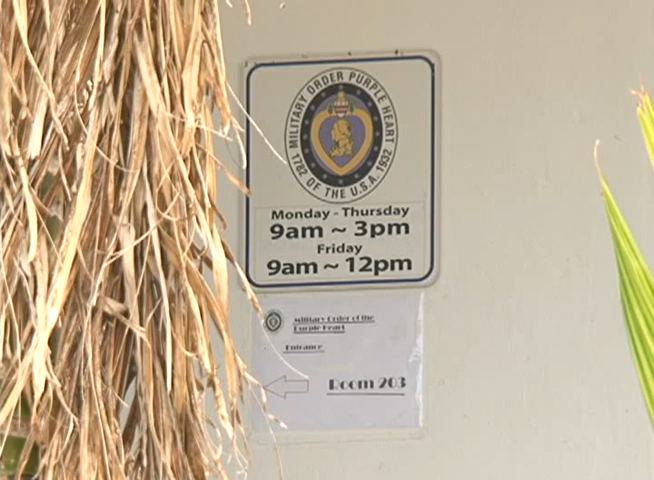 MILITARY ORDER PURPLE HEART
1782 OF THE U.S.A. 1932
Monday - Thursday
9am ~ 3pm
Friday
9am ~ 12pm
Military Order of the
Purple Heart
Entrance
Room 203